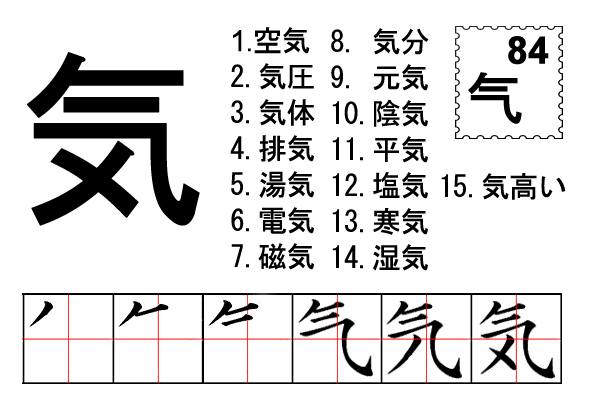 気
1.空気
2.気圧
3.気体
4.排気
5.湯気
6.電気
7.磁気
8. 気分
9. 元気
10.陰気
11.平気
12.塩気
13.寒気
14.湿気
15.気高い
84
气
丿 𠂉 气 気